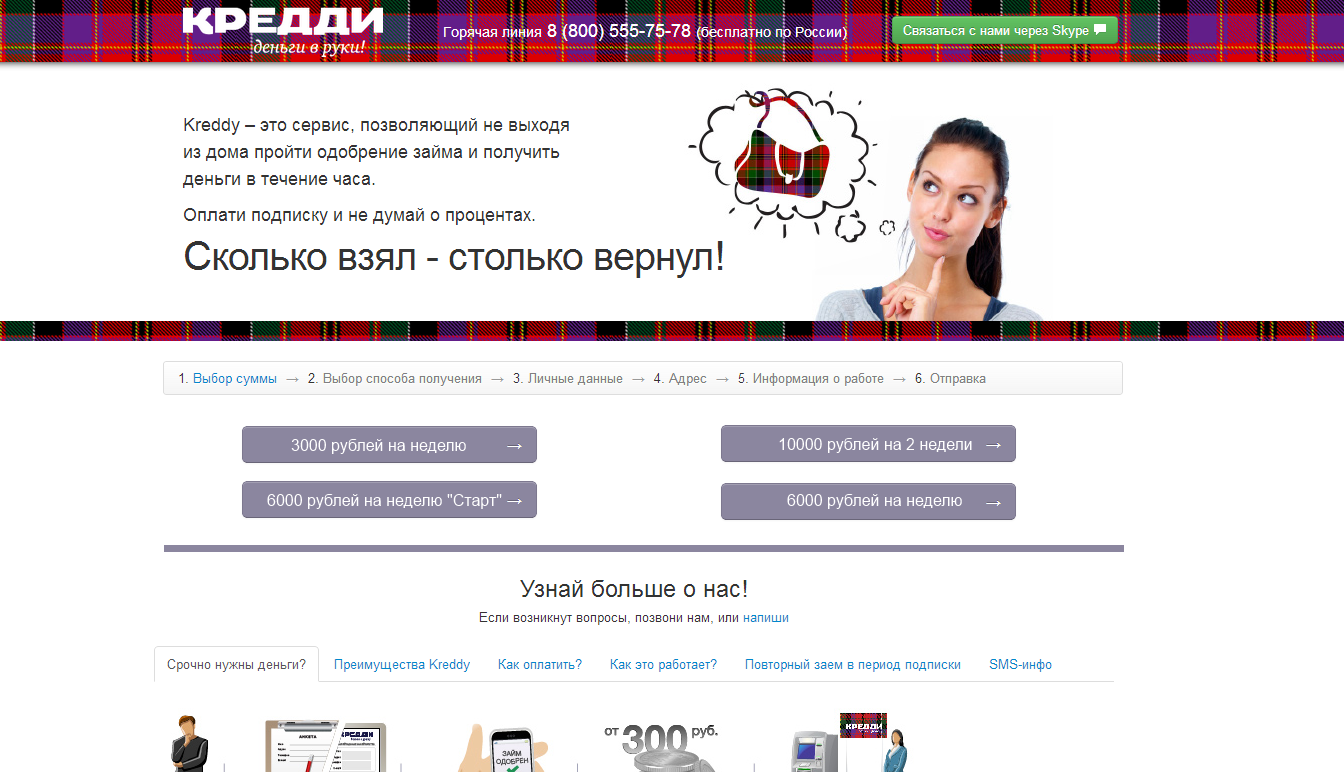 КРЕДДИ
деньги в руки!
Горячая линия 8 (800) 555-75-78 (бесплатно по России)
Связаться с нами через Skype
Kreddy – это сервис, позволяющий не выходя
из дома пройти одобрение займа и получить
деньги в течение часа.
Оплати подписку и не думай о процентах.
Сколько взял - столько вернул!
1. Выбор суммы → 2. Выбор способа получения → 3. Личные данные → 4. Адрес → 5. Информация о работе → 6. Отправка
3000 рублей на неделю →
10000 рублей на 2 недели →
6000 рублей на неделю "Старт" →
6000 рублей на неделю →
Узнай больше о нас!
Если возникнут вопросы, позвони нам, или напиши
Срочно нужны деньги? Преимущества Kreddy Как оплатить? Как это работает? Повторный заем в период подписки SMS-инфо
АНКЕТА
КРЕДДИ
ЗАЙМ
ОДОБРЕН
от 300 руб.
КРЕДДИ